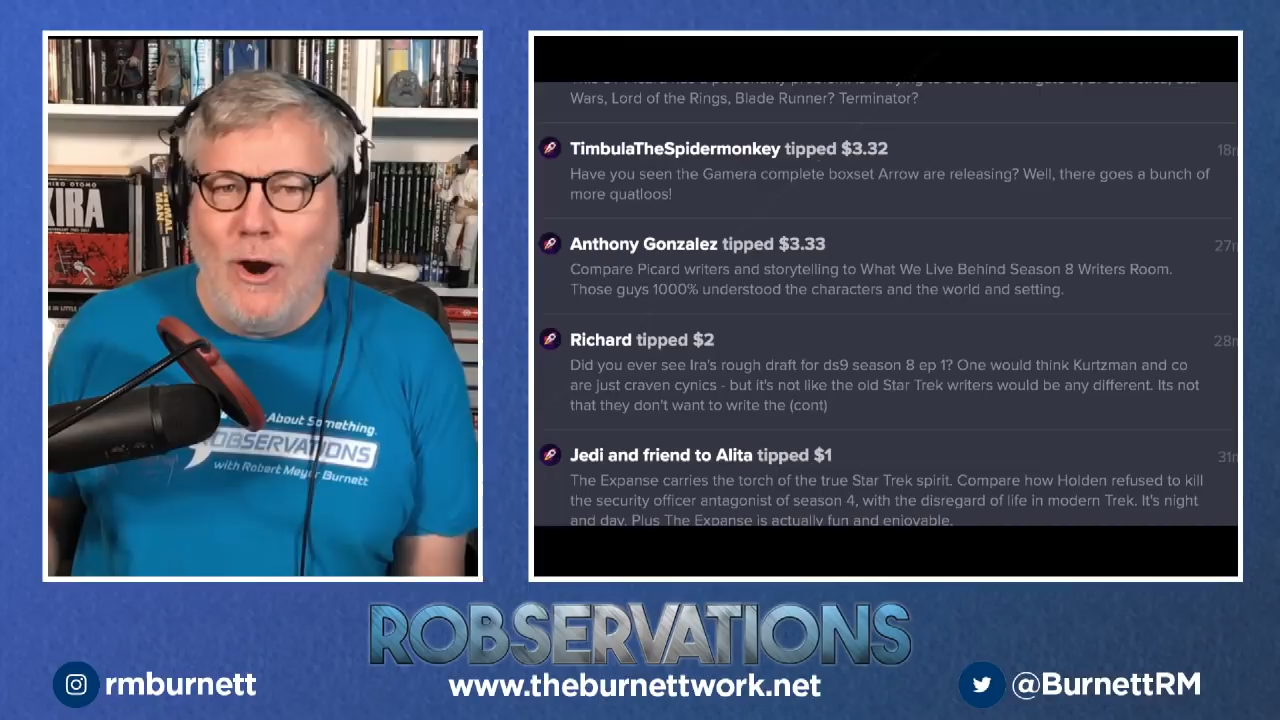 KIRA
ANIMAL
MAN
About Something.
ROBSERVATIONS
with Robert Meyer Burnett
Wars, Lord of the Rings, Blade Runner? Terminator?
TimbulaTheSpidermonkey tipped $3.32
18m
Have you seen the Gamera complete boxset Arrow are releasing? Well, there goes a bunch of
more quatloos!
Anthony Gonzalez tipped $3.33
27m
Compare Picard writers and storytelling to What We Live Behind Season 8 Writers Room.
Those guys 1000% understood the characters and the world and setting.
Richard tipped $2
28m
Did you ever see Ira's rough draft for ds9 season 8 ep 1? One would think Kurtzman and co
are just craven cynics - but it's not like the old Star Trek writers would be any different. Its not
that they don't want to write the (cont)
Jedi and friend to Alita tipped $1
31m
The Expanse carries the torch of the true Star Trek spirit. Compare how Holden refused to kill
the security officer antagonist of season 4, with the disregard of life in modern Trek. It's night
and day. Plus The Expanse is actually fun and enjoyable.
ROBSERVATIONS
rmburnett
www.theburnettwork.net
@BurnettRM